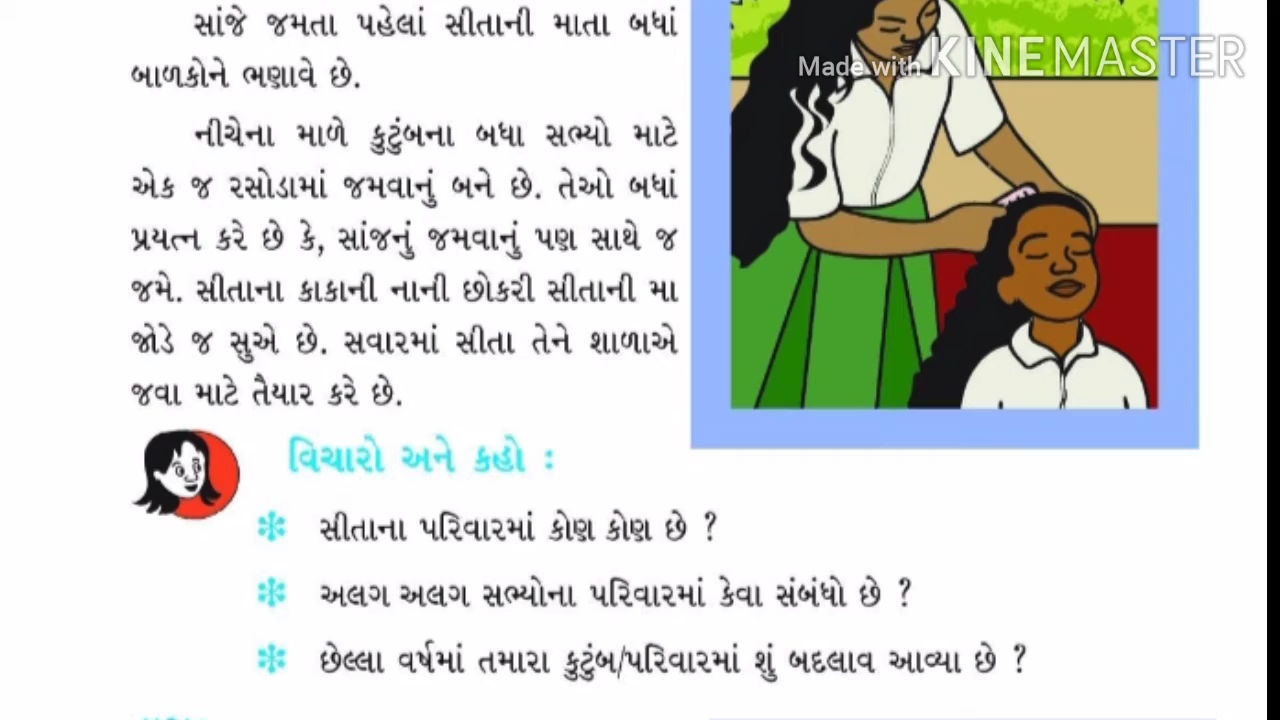 સાંજે જમતા પહેલાં સીતાની માતા બધાં
બાળકોને ભણાવે છે.
નીચેના માળે કુટુંબના બધા સભ્યો માટે
એક જ રસોડામાં જમવાનું બને છે. તેઓ બધાં
પ્રયત્ન કરે છે કે, સાંજનું જમવાનું પણ સાથે જ
જમે. સીતાના કાકાની નાની છોકરી સીતાની મા
જોડે જ સુએ છે. સવારમાં સીતા તેને શાળાએ
જવા માટે તૈયાર કરે છે.
Made with KINEMASTER
વિચારો અને કહો :
સીતાના પરિવારમાં કોણ કોણ છે ?
અલગ અલગ સભ્યોના પરિવારમાં કેવા સંબંધો છે ?
છેલ્લા વર્ષમાં તમારા કુટુંબ/પરિવારમાં શું બદલાવ આવ્યા છે ?